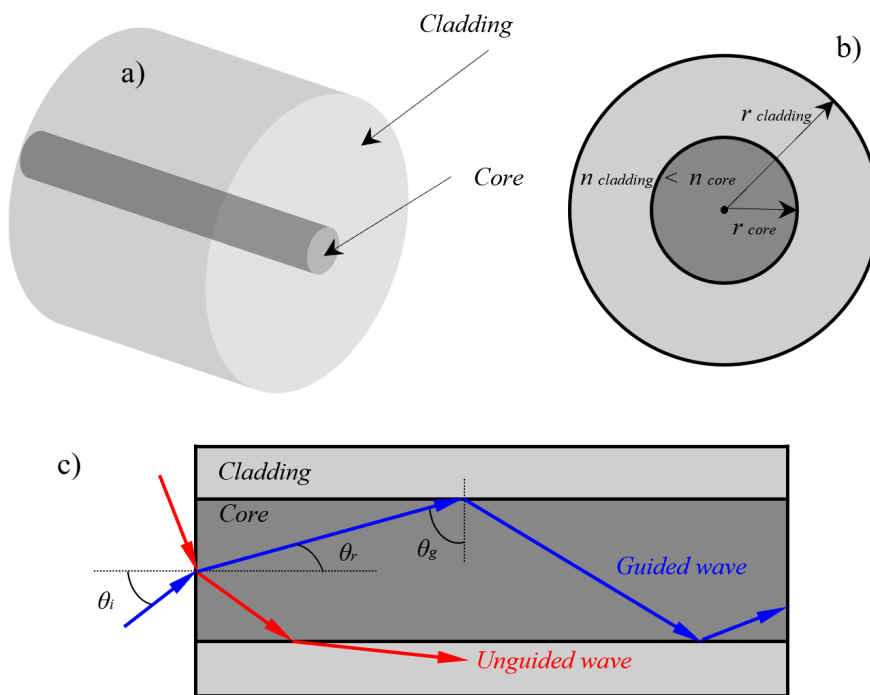 a)
Cladding
Core
b)
r cladding
n cladding < n core
r core
c)
Cladding
Core
θi
θr
θg
Guided wave
Unguided wave